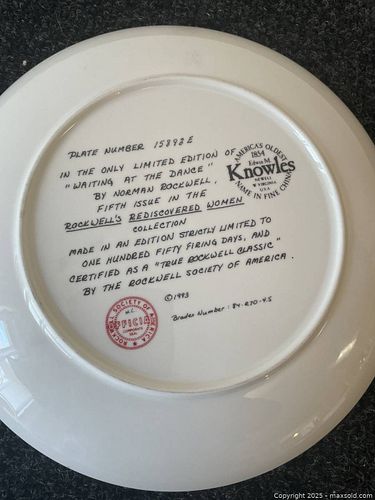 PLATE NUMBER 15898E
IN THE ONLY LIMITED EDITION OF
"WAITING AT THE DANCE"
BY NORMAN ROCKWELL,
FIFTH ISSUE IN THE
ROCKWELL'S REDISCOVERED WOMEN
COLLECTION
MADE IN AN EDITION STRICTLY LIMITED TO
ONE HUNDRED FIFTY FIRING DAYS, AND
CERTIFIED AS A "TRUE ROCKWELL CLASSIC"
BY THE ROCKWELL SOCIETY OF AMERICA.
©1983
Bradex Number: 84-R70-4.5
AMERICA'S OLDEST
1854
Edwin M.
Knowles
NEWELL
W VIRGINIA
U.S.A.
NAME IN FINE CHINA
ROCKWELL SOCIETY OF AMERICA
OFFICIAL
Copyright © 2025 - maxsold.com